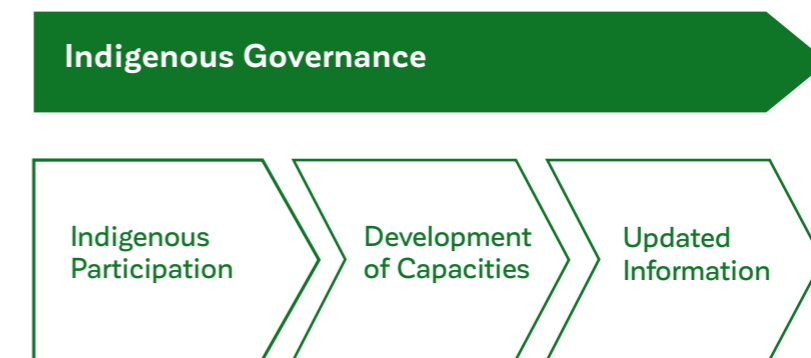 Indigenous Governance
Indigenous
Participation
Development
of Capacities
Updated
Information